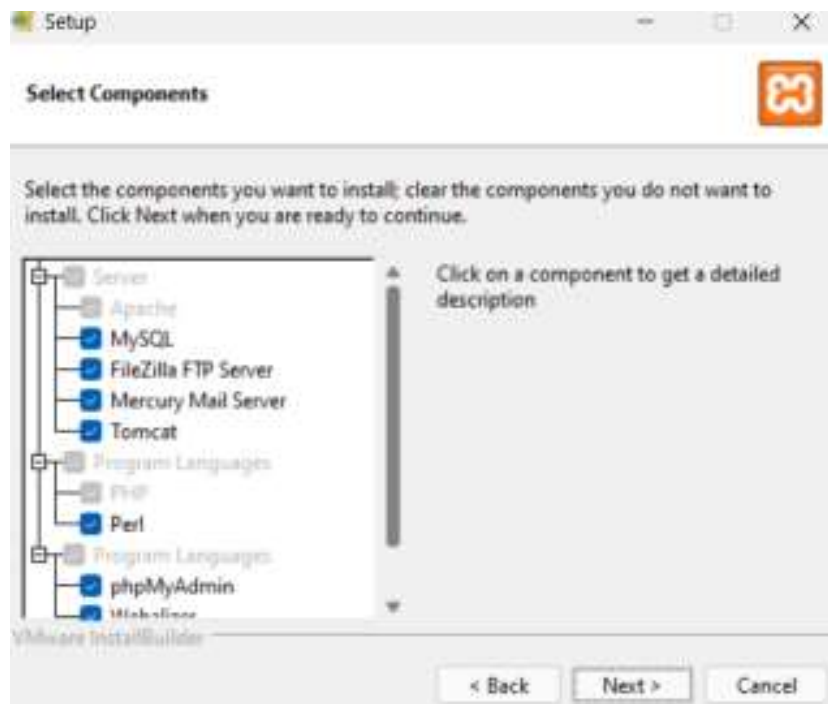 Setup
Select Components
Select the components you want to install; clear the components you do not want to
install. Click Next when you are ready to continue.
Server
Apache
MySQL
FileZilla FTP Server
Mercury Mail Server
Tomcat
Program Languages
PHP
Perl
Program Languages
phpMyAdmin
Webalizer
Click on a component to get a detailed
description
VMware InstallBuilder
< Back
Next >
Cancel